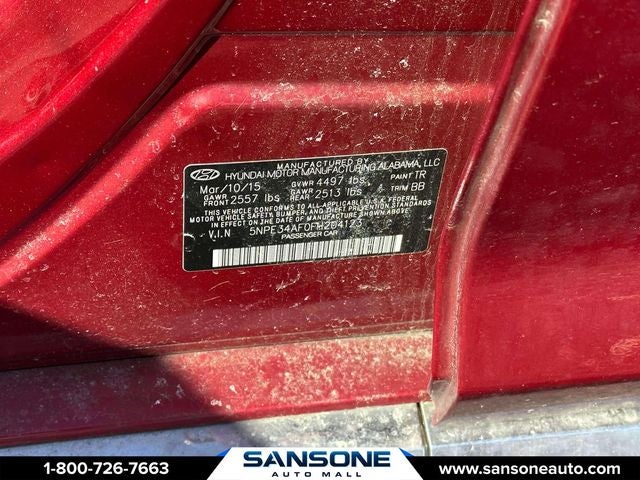 MANUFACTURED BY
HYUNDAI MOTOR MANUFACTURING ALABAMA, LLC
Mar/10/15 GVWR 4497 lbs PAINT TR
GAWR FRONT 2557 lbs GAWR REAR 2513 lbs TRIM BB
THIS VEHICLE CONFORMS TO ALL APPLICABLE U.S. FEDERAL
MOTOR VEHICLE SAFETY, BUMPER, AND THEFT PREVENTION STANDARDS
IN EFFECT ON THE DATE OF MANUFACTURE SHOWN ABOVE.
V.I.N
PASSENGER CAR
1-800-726-7663
SANSONE
AUTO MALL
www.sansoneauto.com